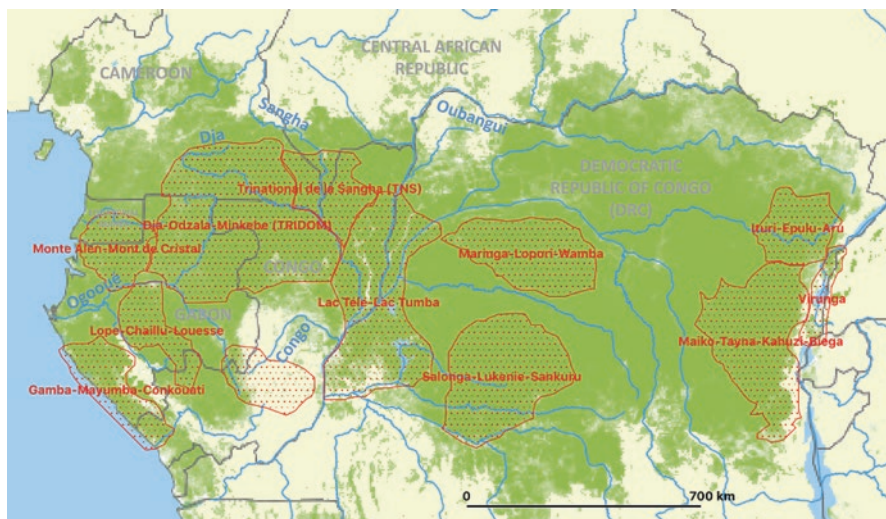 CENTRAL AFRICAN
REPUBLIC
CAMEROON
Sangha
Oubangui
Dja
DEMOCRATIC
REPUBLIC OF CONGO
(DRC)
Trinational de la Sangha (TNS)
Dja-Odzala-Minkebe (TRIDOM)
Ituri-Epulu-Aru
Monte Alen-Mont de Cristal
Maringa-Lopori-Wamba
CONGO
Ogooué
Lac Tele-Lac Tumba
Virunga
GABON
Lope-Chaillu-Louesse
Congo
Maiko-Tayna-Kahuzi-Biega
Salonga-Lukenie-Sankuru
Gamba-Mayumba-Conkouati
0 700 km